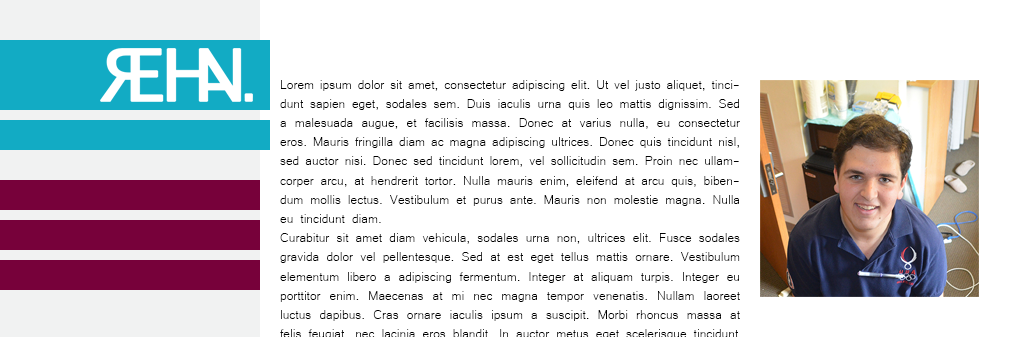 REHN.
Lorem ipsum dolor sit amet, consectetur adipiscing elit. Ut vel justo aliquet, tinci-
dunt sapien eget, sodales sem. Duis iaculis urna quis leo mattis dignissim. Sed
a malesuada augue, et facilisis massa. Donec at varius nulla, eu consectetur
eros. Mauris fringilla diam ac magna adipiscing ultrices. Donec quis tincidunt nisl,
sed auctor nisi. Donec sed tincidunt lorem, vel sollicitudin sem. Proin nec ullam-
corper arcu, at hendrerit tortor. Nulla mauris enim, eleifend at arcu quis, biben-
dum mollis lectus. Vestibulum et purus ante. Mauris non molestie magna. Nulla
eu tincidunt diam.
Curabitur sit amet diam vehicula, sodales urna non, ultrices elit. Fusce sodales
gravida dolor vel pellentesque. Sed at est eget tellus mattis ornare. Vestibulum
elementum libero a adipiscing fermentum. Integer at aliquam turpis. Integer eu
porttitor enim. Maecenas at mi nec magna tempor venenatis. Nullam laoreet
luctus dapibus. Cras ornare iaculis ipsum a suscipit. Morbi rhoncus massa at
felis feugiat, nec lacinia eros blandit. In auctor metus eget scelerisque tincidunt